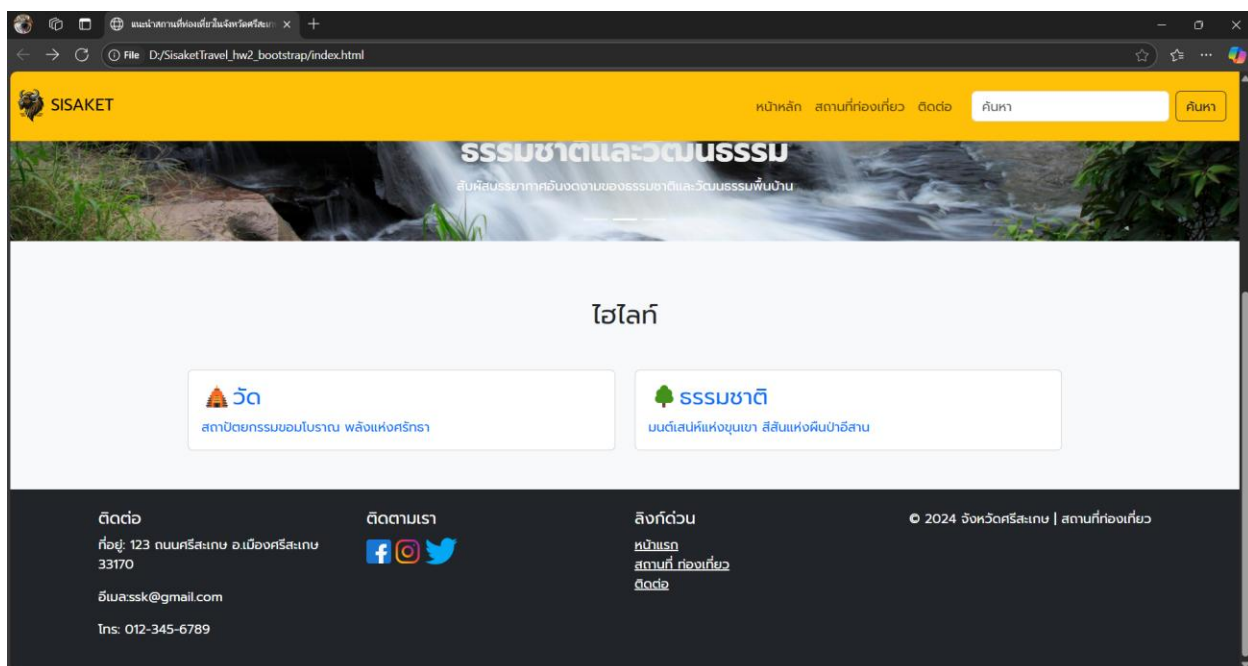 แนะนำสถานที่ท่องเที่ยวในจังหวัดศรีสะเก
File D:/SisaketTravel_hw2_bootstrap/index.html
SISAKET
หน้าหลัก สถานที่ท่องเที่ยว ติดต่อ ค้นหา ค้นหา
ธรรมชาติและวัฒนธรรม
สัมผัสบรรยากาศอันงดงามของธรรมชาติและวัฒนธรรมพื้นบ้าน
ไฮไลท์
วัด
สถาปัตยกรรมขอมโบราณ พลังแห่งศรัทธา
ธรรมชาติ
มนต์เสน่ห์แห่งขุนเขา สีสันแห่งผืนป่าอีสาน
ติดต่อ
ที่อยู่: 123 ถนนศรีสะเกษ อ.เมืองศรีสะเกษ
33170
อีเมล:ssk@gmail.com
โทร: 012-345-6789
ติดตามเรา
ลิงก์ด่วน
หน้าแรก
สถานที่ ท่องเที่ยว
ติดต่อ
© 2024 จังหวัดศรีสะเกษ | สถานที่ท่องเที่ยว